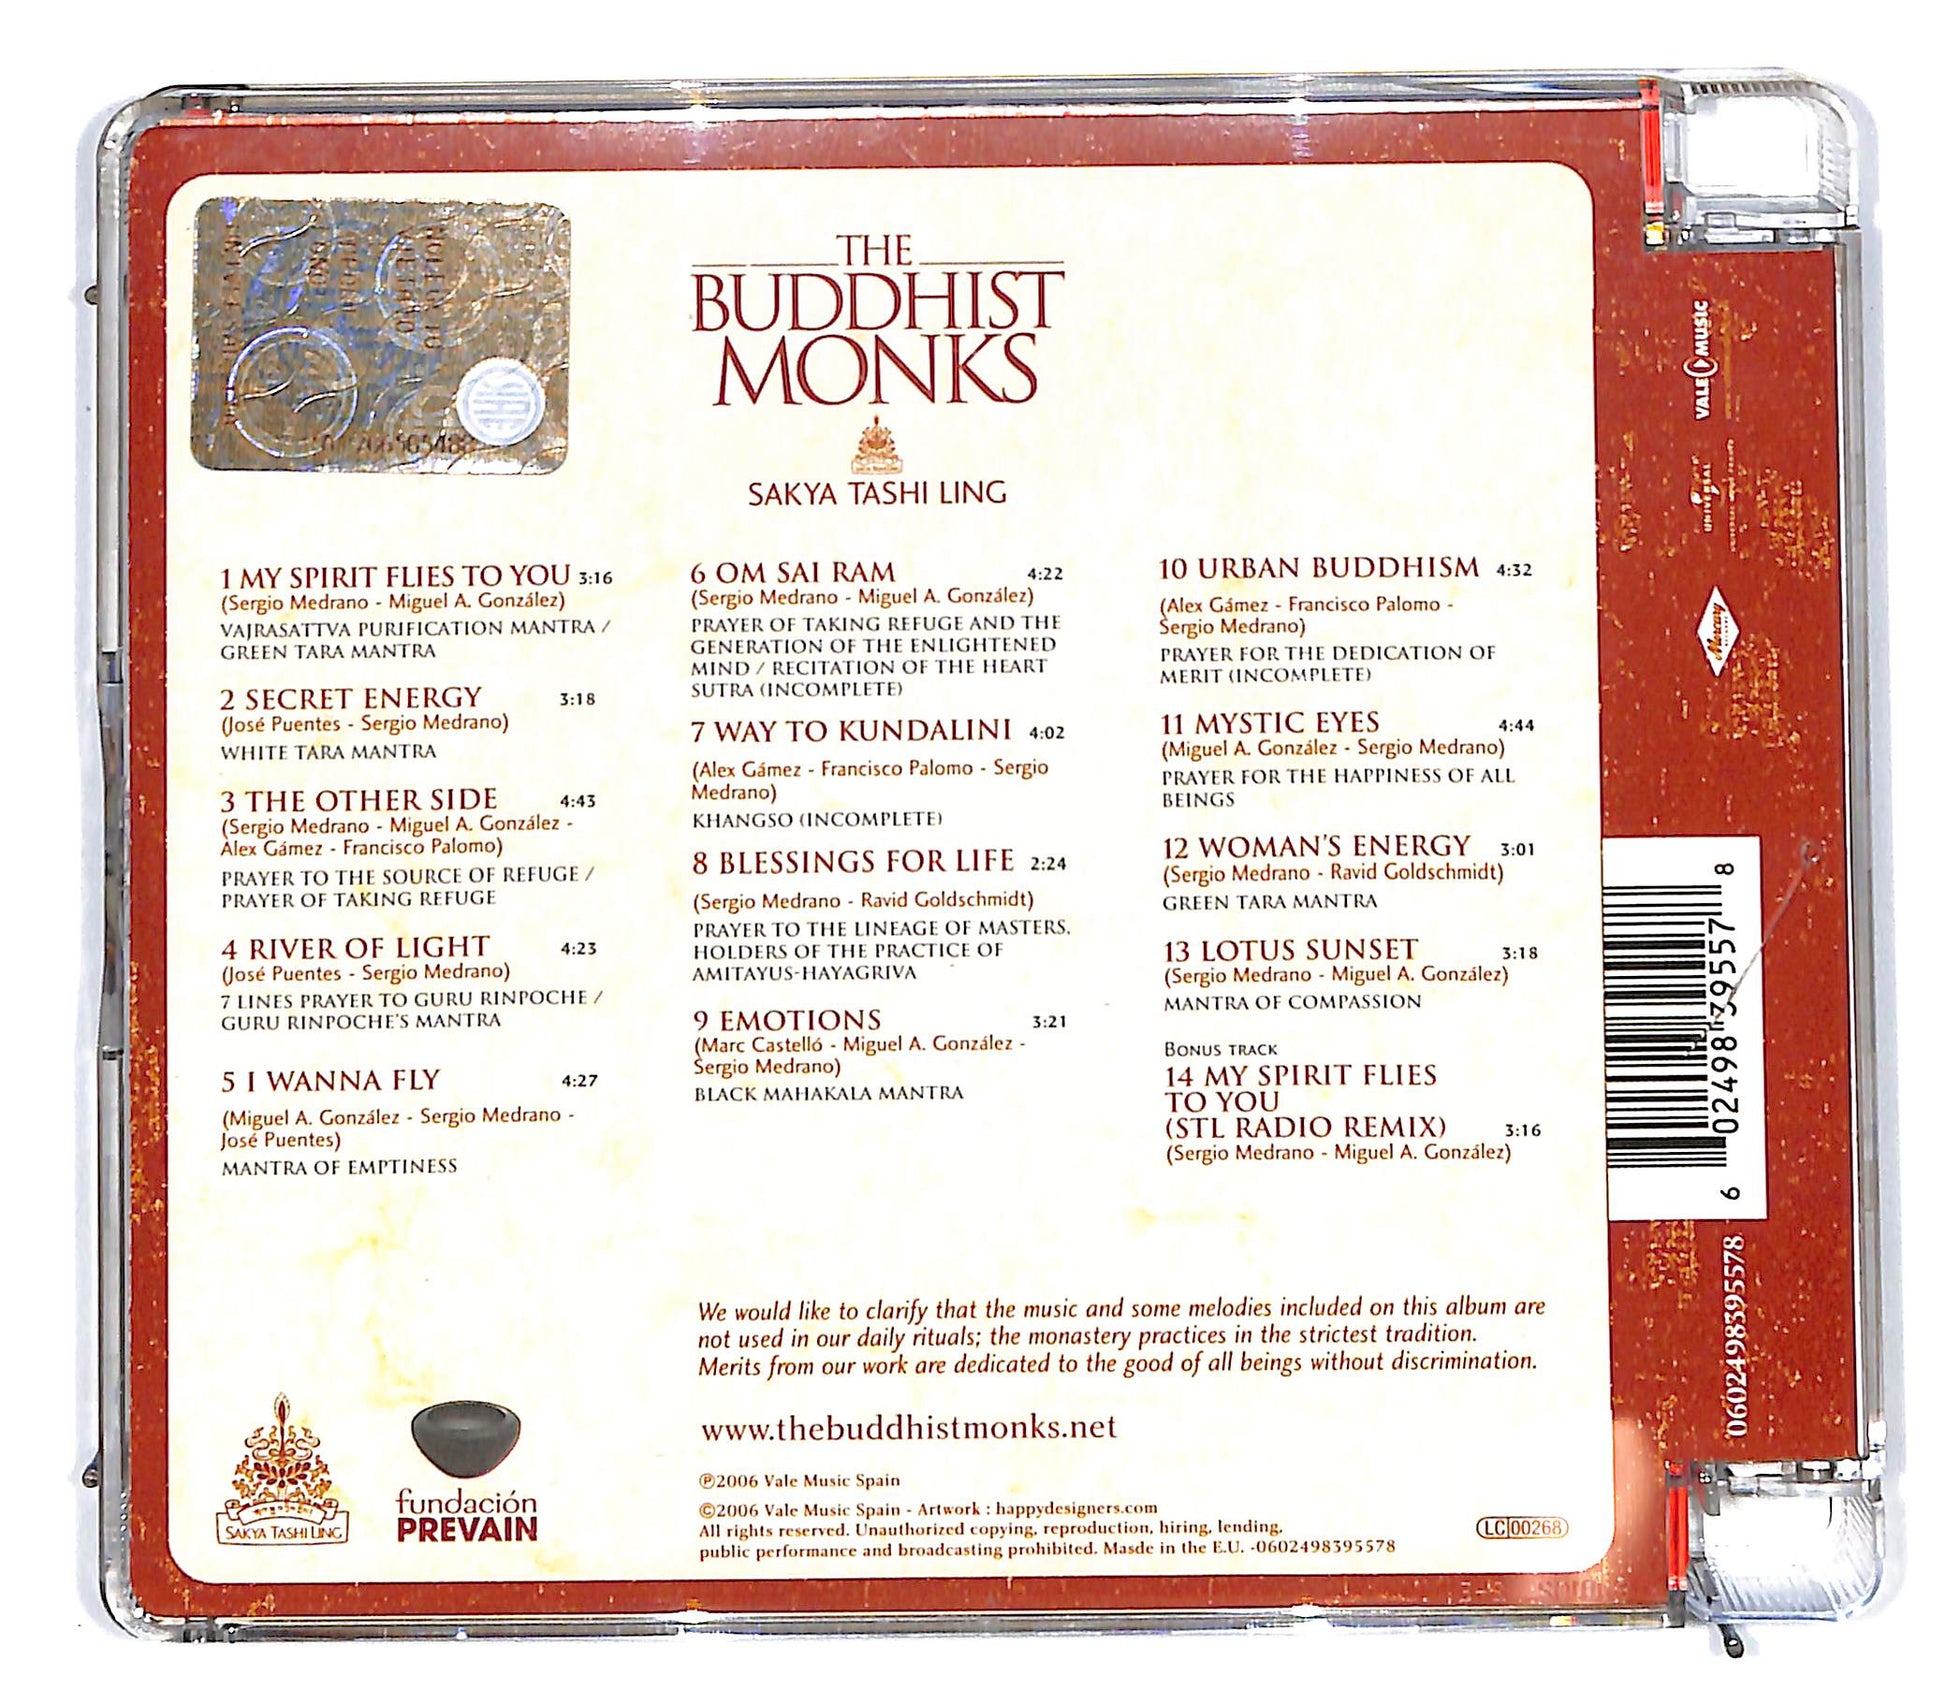 THE
BUDDHIST
MONKS
SAKYA TASHI LING
1 MY SPIRIT FLIES TO YOU 3:16
(Sergio Medrano - Miguel A. González)
VAJRASATTVA PURIFICATION MANTRA /
GREEN TARA MANTRA
2 SECRET ENERGY 3:18
(José Puentes - Sergio Medrano)
WHITE TARA MANTRA
3 THE OTHER SIDE 4:43
(Sergio Medrano - Miguel A. González -
Alex Gámez - Francisco Palomo)
PRAYER TO THE SOURCE OF REFUGE /
PRAYER OF TAKING REFUGE
4 RIVER OF LIGHT 4:23
(José Puentes - Sergio Medrano)
7 LINES PRAYER TO GURU RINPOCHE /
GURU RINPOCHE'S MANTRA
5 I WANNA FLY 4:27
(Miguel A. González - Sergio Medrano -
José Puentes)
MANTRA OF EMPTINESS
6 OM SAI RAM 4:22
(Sergio Medrano - Miguel A. González)
PRAYER OF TAKING REFUGE AND THE
GENERATION OF THE ENLIGHTENED
MIND / RECITATION OF THE HEART
SUTRA (INCOMPLETE)
7 WAY TO KUNDALINI 4:02
(Alex Gámez - Francisco Palomo - Sergio
Medrano)
KHANGSO (INCOMPLETE)
8 BLESSINGS FOR LIFE 2:24
(Sergio Medrano - Ravid Goldschmidt)
PRAYER TO THE LINEAGE OF MASTERS,
HOLDERS OF THE PRACTICE OF
AMITAYUS-HAYAGRIVA
9 EMOTIONS 3:21
(Marc Castelló - Miguel A. González -
Sergio Medrano)
BLACK MAHAKALA MANTRA
10 URBAN BUDDHISM 4:32
(Alex Gámez - Francisco Palomo -
Sergio Medrano)
PRAYER FOR THE DEDICATION OF
MERIT (INCOMPLETE)
11 MYSTIC EYES 4:44
(Miguel A. González - Sergio Medrano)
PRAYER FOR THE HAPPINESS OF ALL
BEINGS
12 WOMAN'S ENERGY 3:01
(Sergio Medrano - Ravid Goldschmidt)
GREEN TARA MANTRA
13 LOTUS SUNSET 3:18
(Sergio Medrano - Miguel A. González)
MANTRA OF COMPASSION
BONUS TRACK
14 MY SPIRIT FLIES
TO YOU
(STL RADIO REMIX) 3:16
(Sergio Medrano - Miguel A. González)
We would like to clarify that the music and some melodies included on this album are
not used in our daily rituals; the monastery practices in the strictest tradition.
Merits from our work are dedicated to the good of all beings without discrimination.
www.thebuddhistmonks.net
℗2006 Vale Music Spain
©2006 Vale Music Spain - Artwork : happydesigners.com
All rights reserved. Unauthorized copying, reproduction, hiring, lending,
public performance and broadcasting prohibited. Masde in the E.U. -0602498395578
LC 00268
SAKYA TASHI LING
fundación
PREVAIN
VALE MUSIC
UNIVERSAL
Mercury
6 02498 39557 8
0602498395578